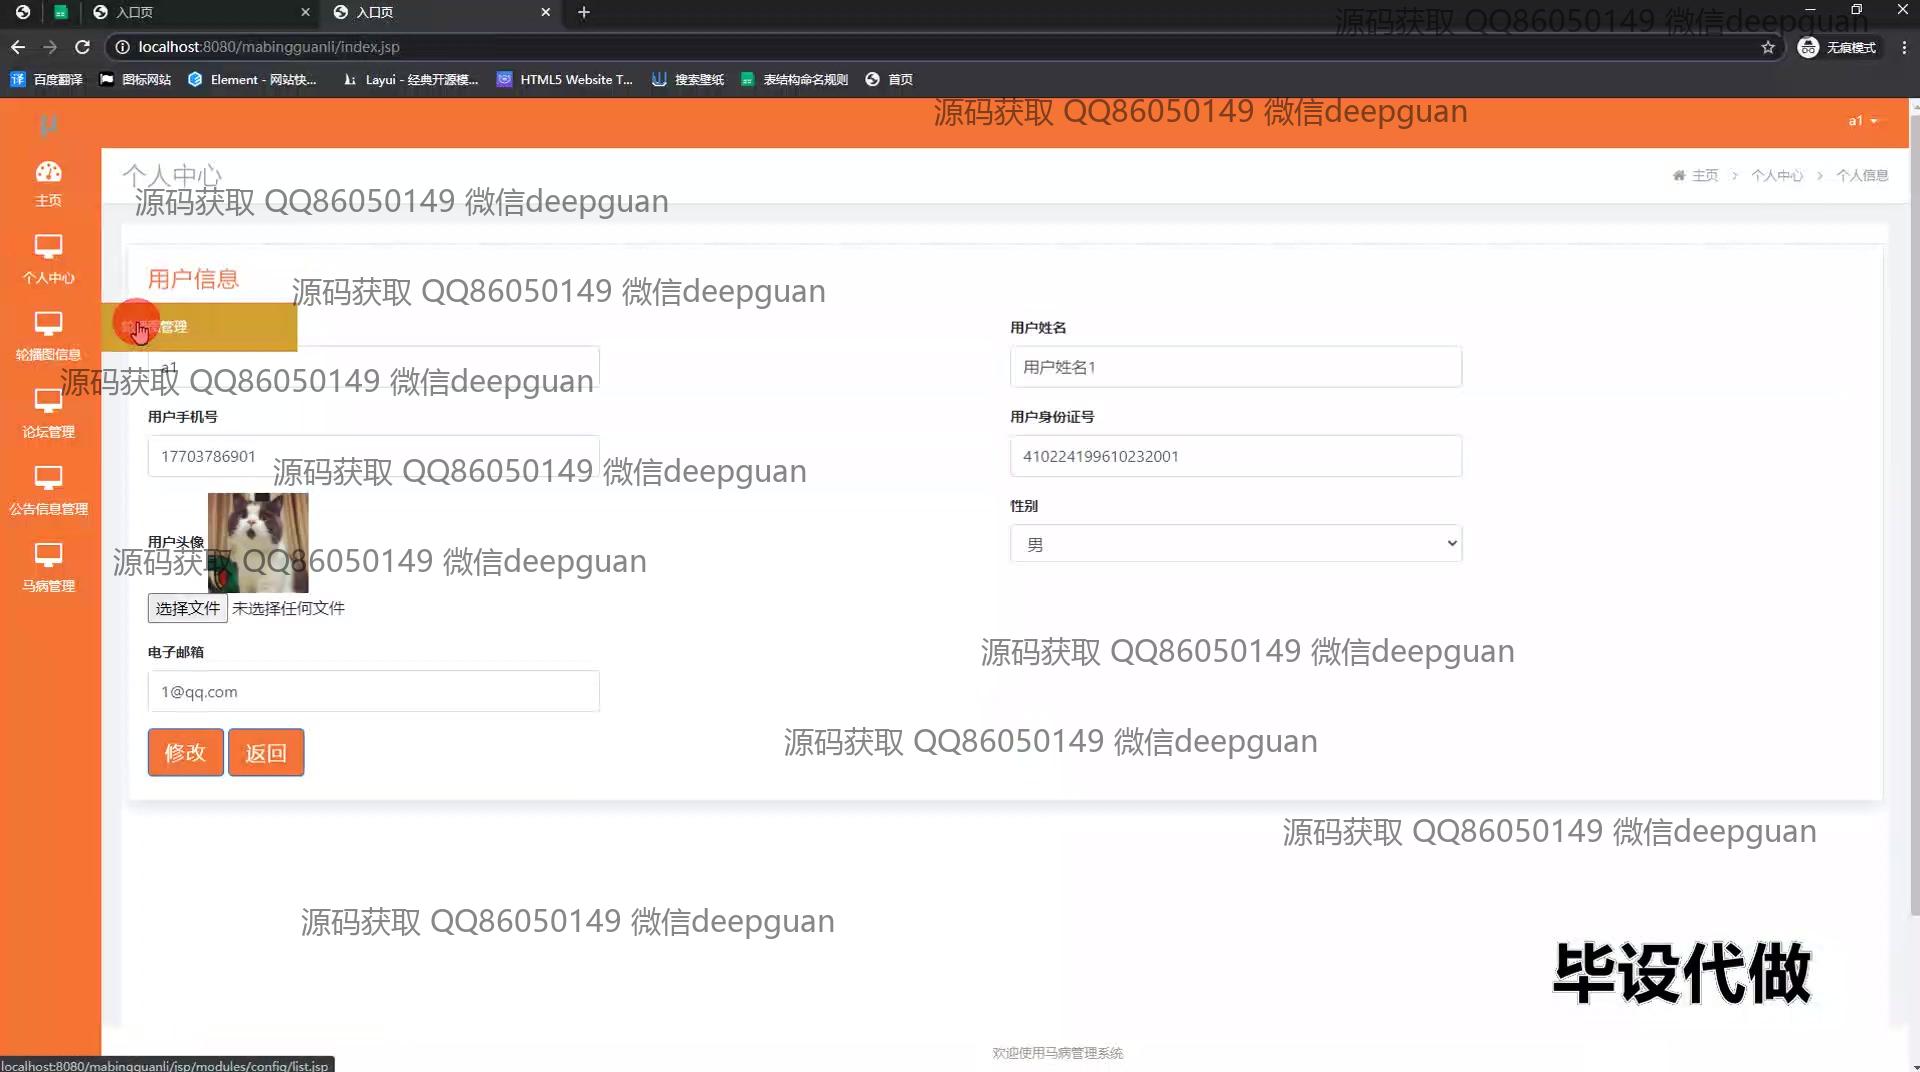 入口页
入口页
源码获取 QQ86050149 微信deepguan
localhost:8080/mabingguanli/index.jsp
无痕模式
百度翻译
图标网站
Element - 网站快...
Layui - 经典开源模...
HTML5 Website T...
搜索壁纸
表结构命名规则
首页
源码获取 QQ86050149 微信deepguan
a1
个人中心
主页 > 个人中心 > 个人信息
源码获取 QQ86050149 微信deepguan
主页
个人中心
轮播图信息
论坛管理
公告信息管理
马病管理
用户信息
源码获取 QQ86050149 微信deepguan
管理
用户姓名
a1
用户姓名1
源码获取 QQ86050149 微信deepguan
用户手机号
用户身份证号
17703786901
410224199610232001
源码获取 QQ86050149 微信deepguan
性别
用户头像
男
源码获取 QQ86050149 微信deepguan
选择文件 未选择任何文件
电子邮箱
源码获取 QQ86050149 微信deepguan
1@qq.com
修改
返回
源码获取 QQ86050149 微信deepguan
源码获取 QQ86050149 微信deepguan
源码获取 QQ86050149 微信deepguan
毕设代做
欢迎使用马病管理系统
localhost:8080/mabingguanli/jsp/modules/config/list.jsp